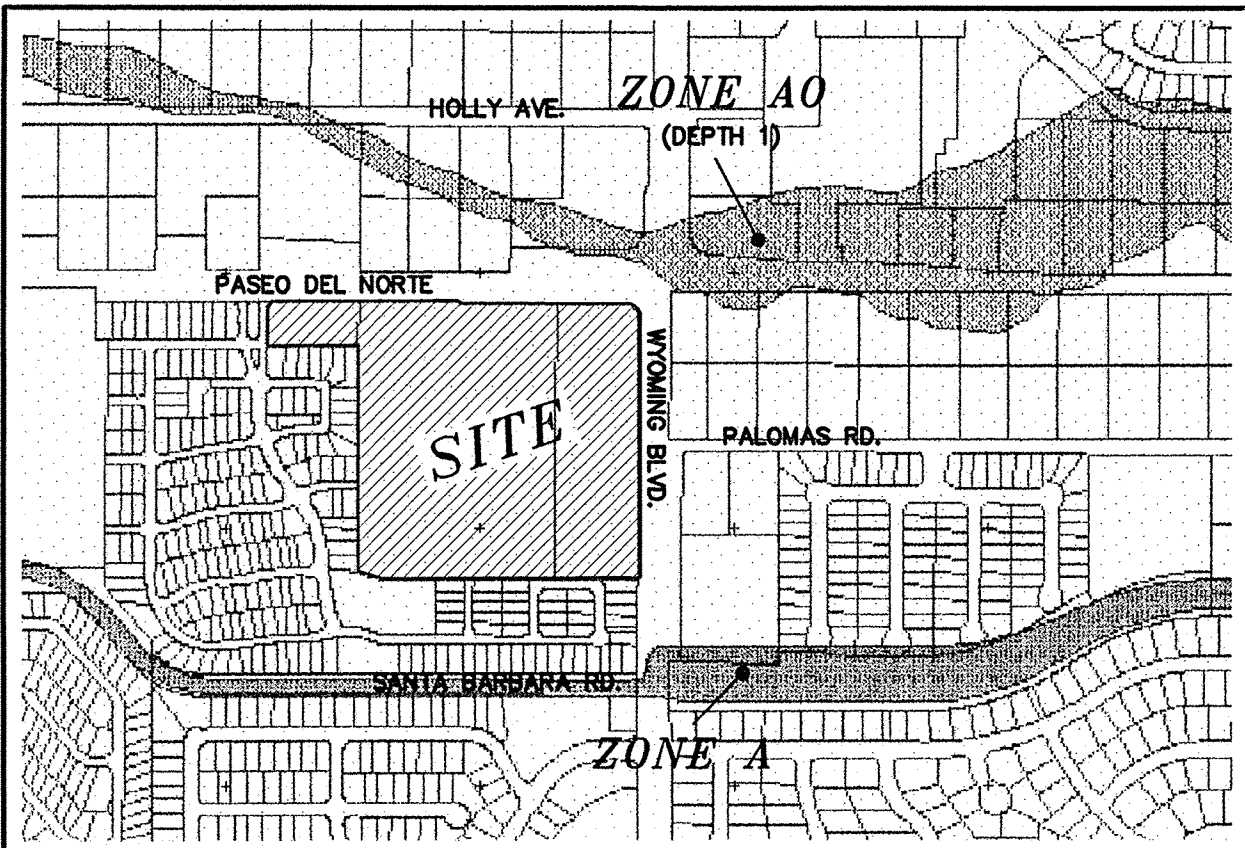 ZONE AO
HOLLY AVE.
(DEPTH 1)
PASEO DEL NORTE
WYOMING BLVD.
SITE
PALOMAS RD.
SANTA BARBARA RD.
ZONE A